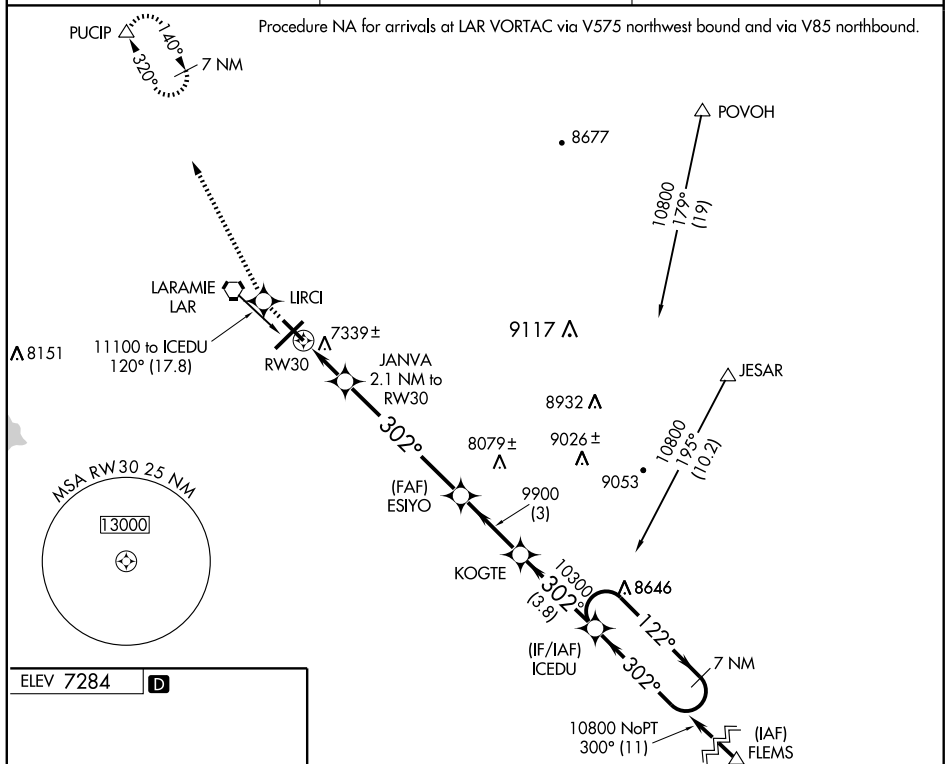 Procedure NA for arrivals at LAR VORTAC via V575 northwest bound and via V85 northbound.
PUCIP
140°
320°
7 NM
POVOH
8677
10800
179°
(19)
LARAMIE
LAR
LIRCI
7339±
9117
8151
11100 to ICEDU
120° (17.8)
RW30
JANVA
2.1 NM to
RW30
JESAR
8932
302°
8079±
9026±
10800
195°
(10.2)
9053
MSA RW30 25 NM
13000
(FAF)
ESIYO
9900
(3)
KOGTE
10300
302°
(3.8)
8646
122°
(IF/IAF)
ICEDU
302°
7 NM
ELEV 7284
D
10800 NoPT
300° (11)
(IAF)
FLEMS